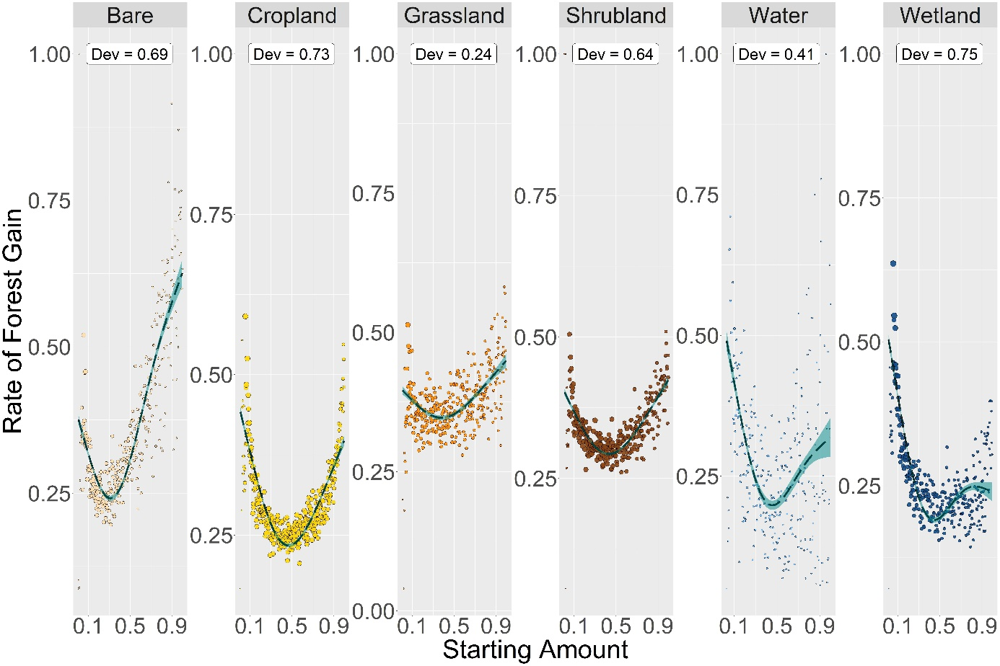 Bare Cropland Grassland Shrubland Water Wetland
1.00 Dev = 0.69 1.00 Dev = 0.73 1.00 Dev = 0.24 1.00 Dev = 0.64 1.00 Dev = 0.41 1.00 Dev = 0.75
0.75 0.75 0.75 0.75 0.75 0.75
Rate of Forest Gain
0.50 0.50 0.50 0.50 0.50 0.50
0.25 0.25 0.25 0.25 0.25 0.25
0.00
0.1 0.5 0.9 0.1 0.5 0.9 0.1 0.5 0.9 0.1 0.5 0.9 0.1 0.5 0.9 0.1 0.5 0.9
Starting Amount